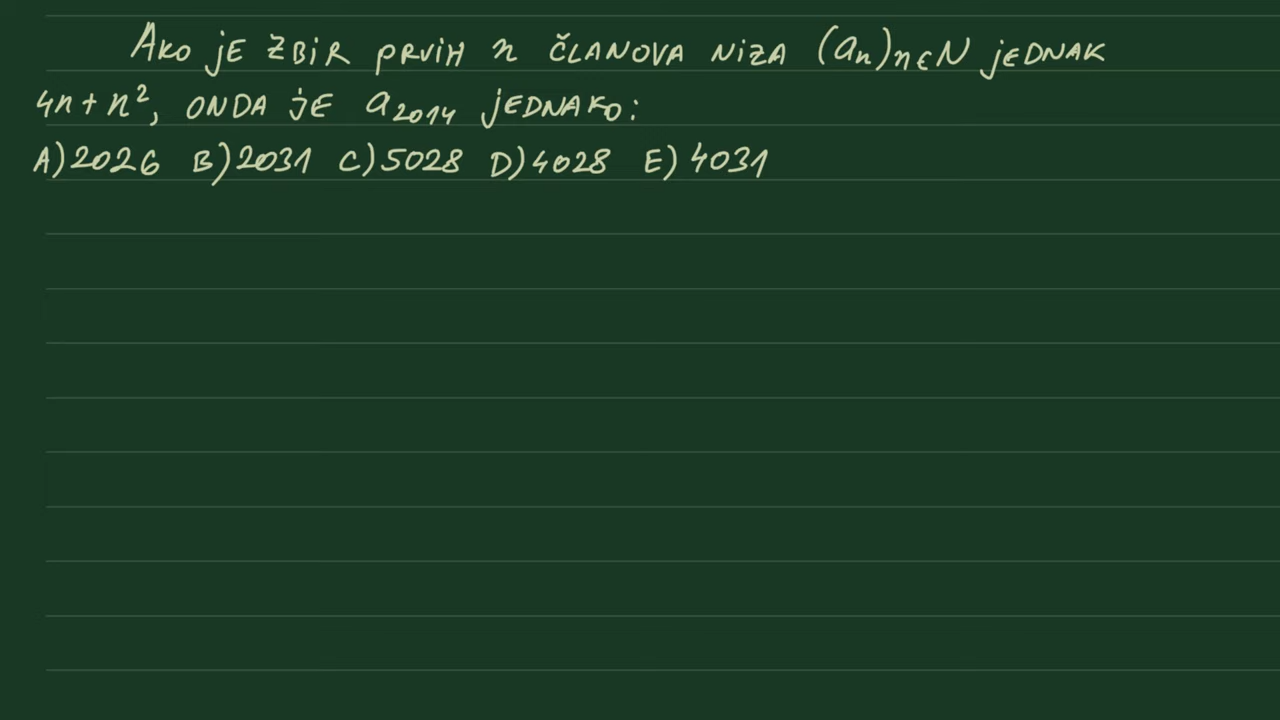 AKO JE ZBIR PRVIH n ČLANOVA NIZA (aₙ)ₙ∈N JEDNAK
4n + n², ONDA JE a₂₀₁₄ JEDNAKO:
A) 2026 B) 2031 C) 5028 D) 4028 E) 4031